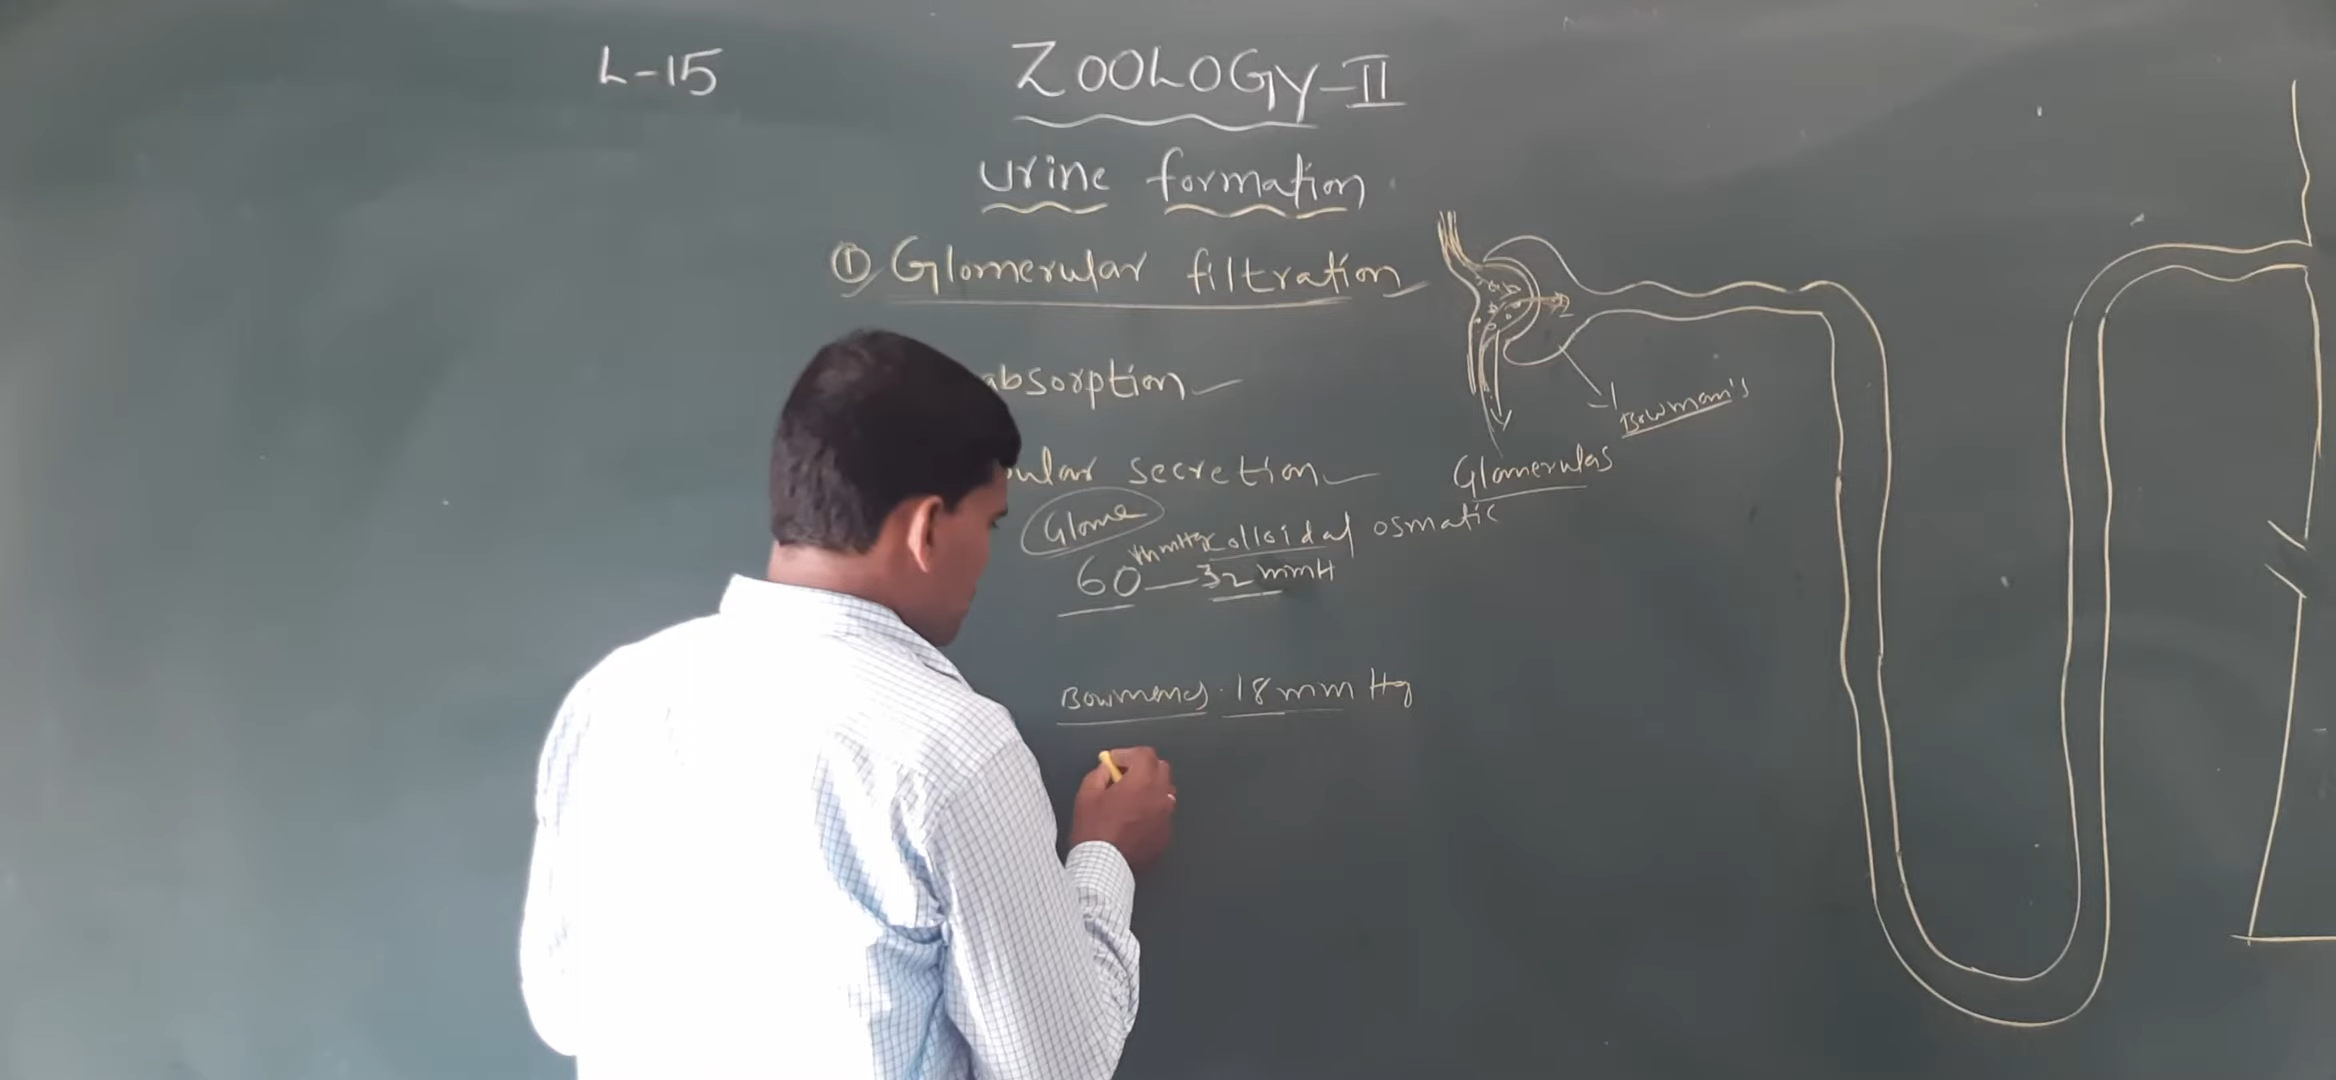 L-15
ZOOLOGY-II
urine formation
① Glomerular filtration
absorption
ular secretion
Bowman's
Glomerulas
Glome
colloidal osmatic
60 — 32 mmH
Bowmens. 18 mm Hg